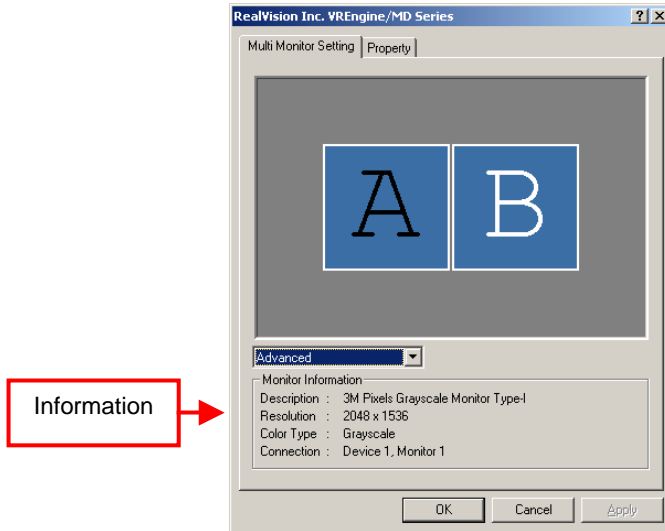 RealVision Inc. VREngine/MD Series
Multi Monitor Setting Property
A B
Advanced
Monitor Information
Description : 3M Pixels Grayscale Monitor Type-I
Resolution : 2048 x 1536
Color Type : Grayscale
Connection : Device 1, Monitor 1
Information
OK Cancel Apply